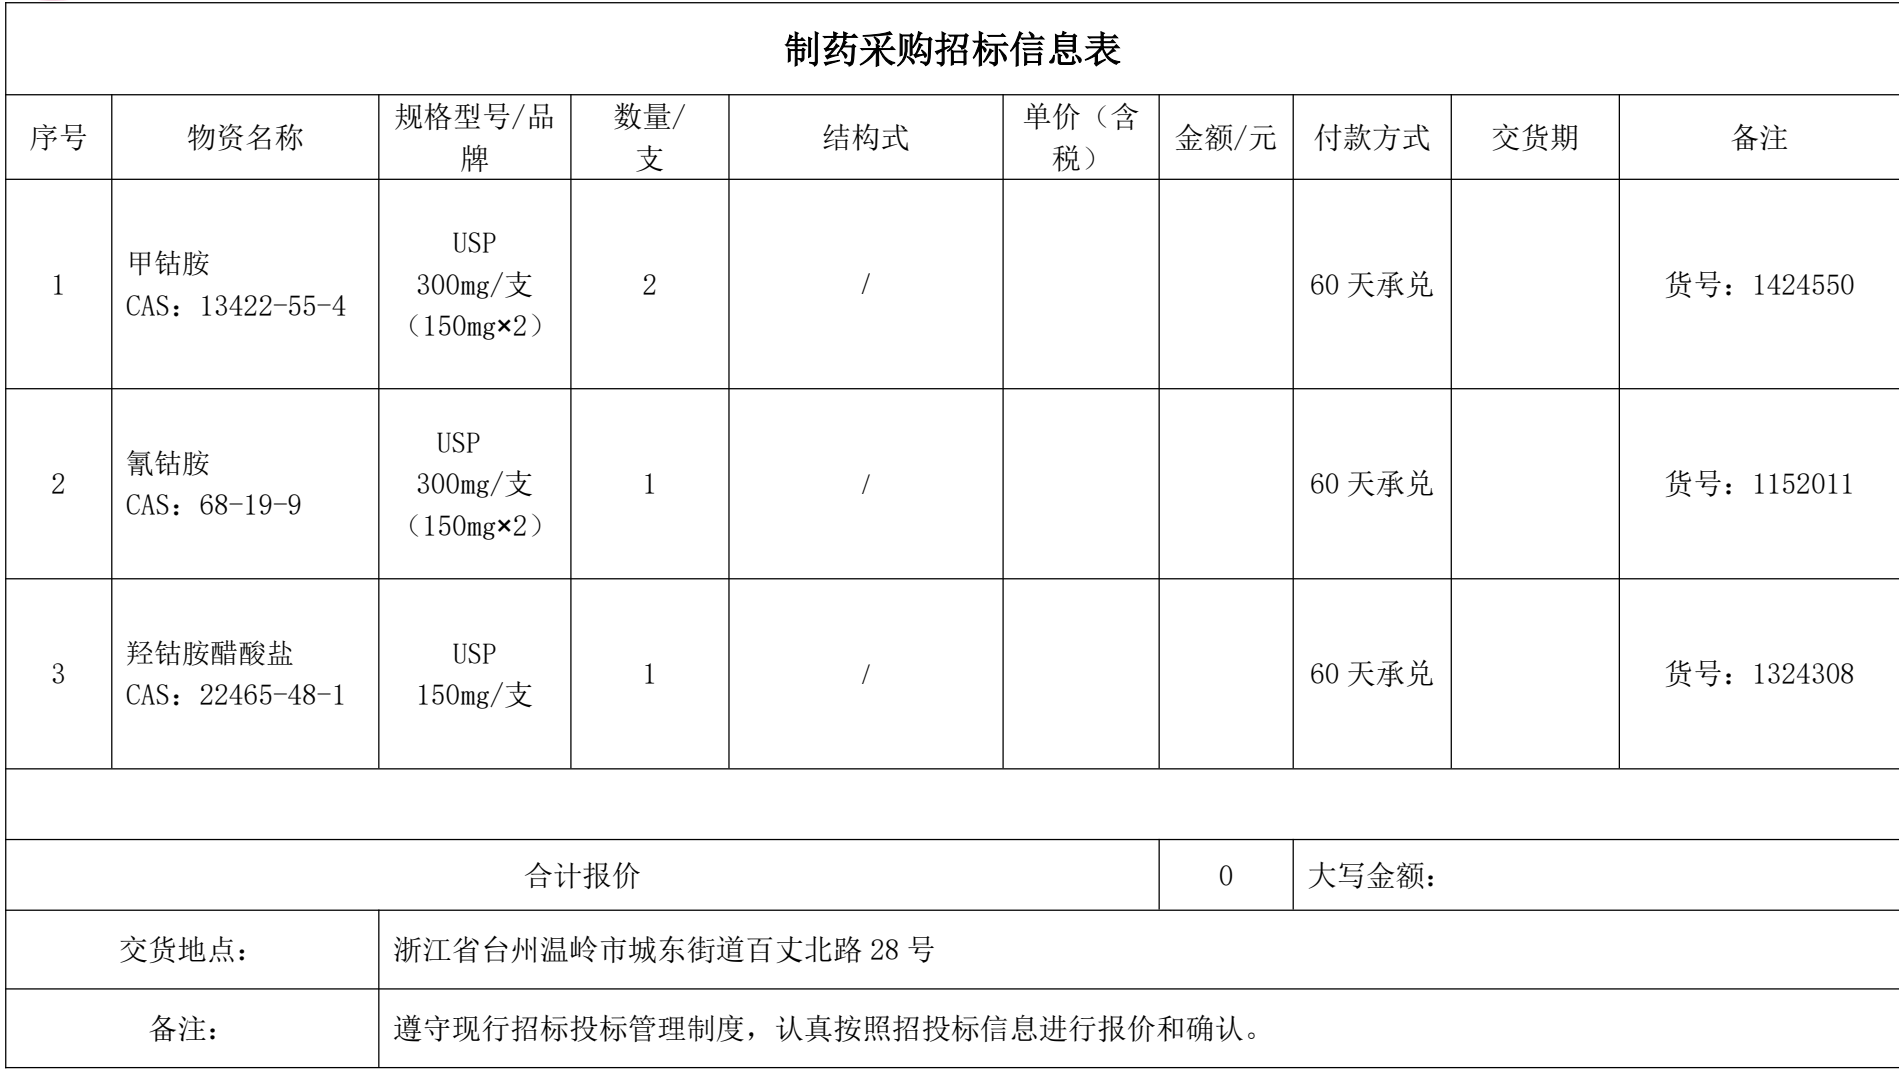 制药采购招标信息表
序号 物资名称 规格型号/品牌 数量/支 结构式 单价（含税） 金额/元 付款方式 交货期 备注
1
甲钴胺
CAS：13422-55-4
USP
300mg/支
（150mg×2）
2
/
60 天承兑
货号：1424550
2
氰钴胺
CAS：68-19-9
USP
300mg/支
（150mg×2）
1
/
60 天承兑
货号：1152011
3
羟钴胺醋酸盐
CAS：22465-48-1
USP
150mg/支
1
/
60 天承兑
货号：1324308
合计报价 0 大写金额：
交货地点： 浙江省台州温岭市城东街道百丈北路 28 号
备注： 遵守现行招标投标管理制度，认真按照招投标信息进行报价和确认。